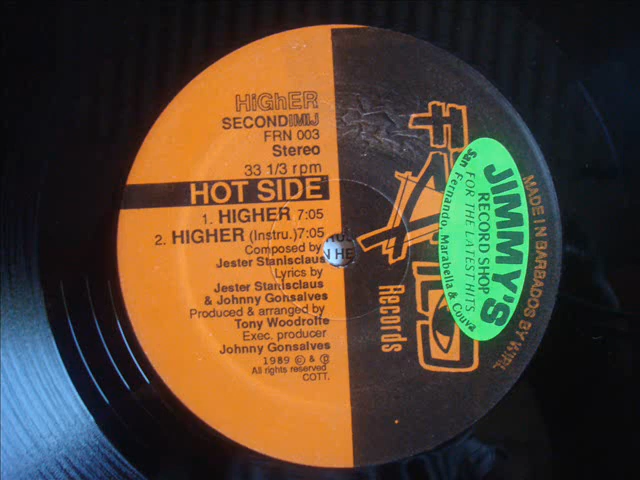 HiGhER
SECONDIMIJ
FRN 003
Stereo
33 1/3 rpm
HOT SIDE
1. HIGHER 7:05
2. HIGHER (Instru.)7:05
Composed by
Jester Stanisclaus
Lyrics by
Jester Stanisclaus
& Johnny Gonsalves
Produced & arranged by
Tony Woodroffe
Exec. producer
Johnny Gonsalves
1989 © & ℗
All rights reserved
COTT.
Records
JIMMY'S
RECORD SHOP
FOR THE LATEST HITS
San Fernando, Marabella & Couva
MADE IN BARBADOS BY WIRL